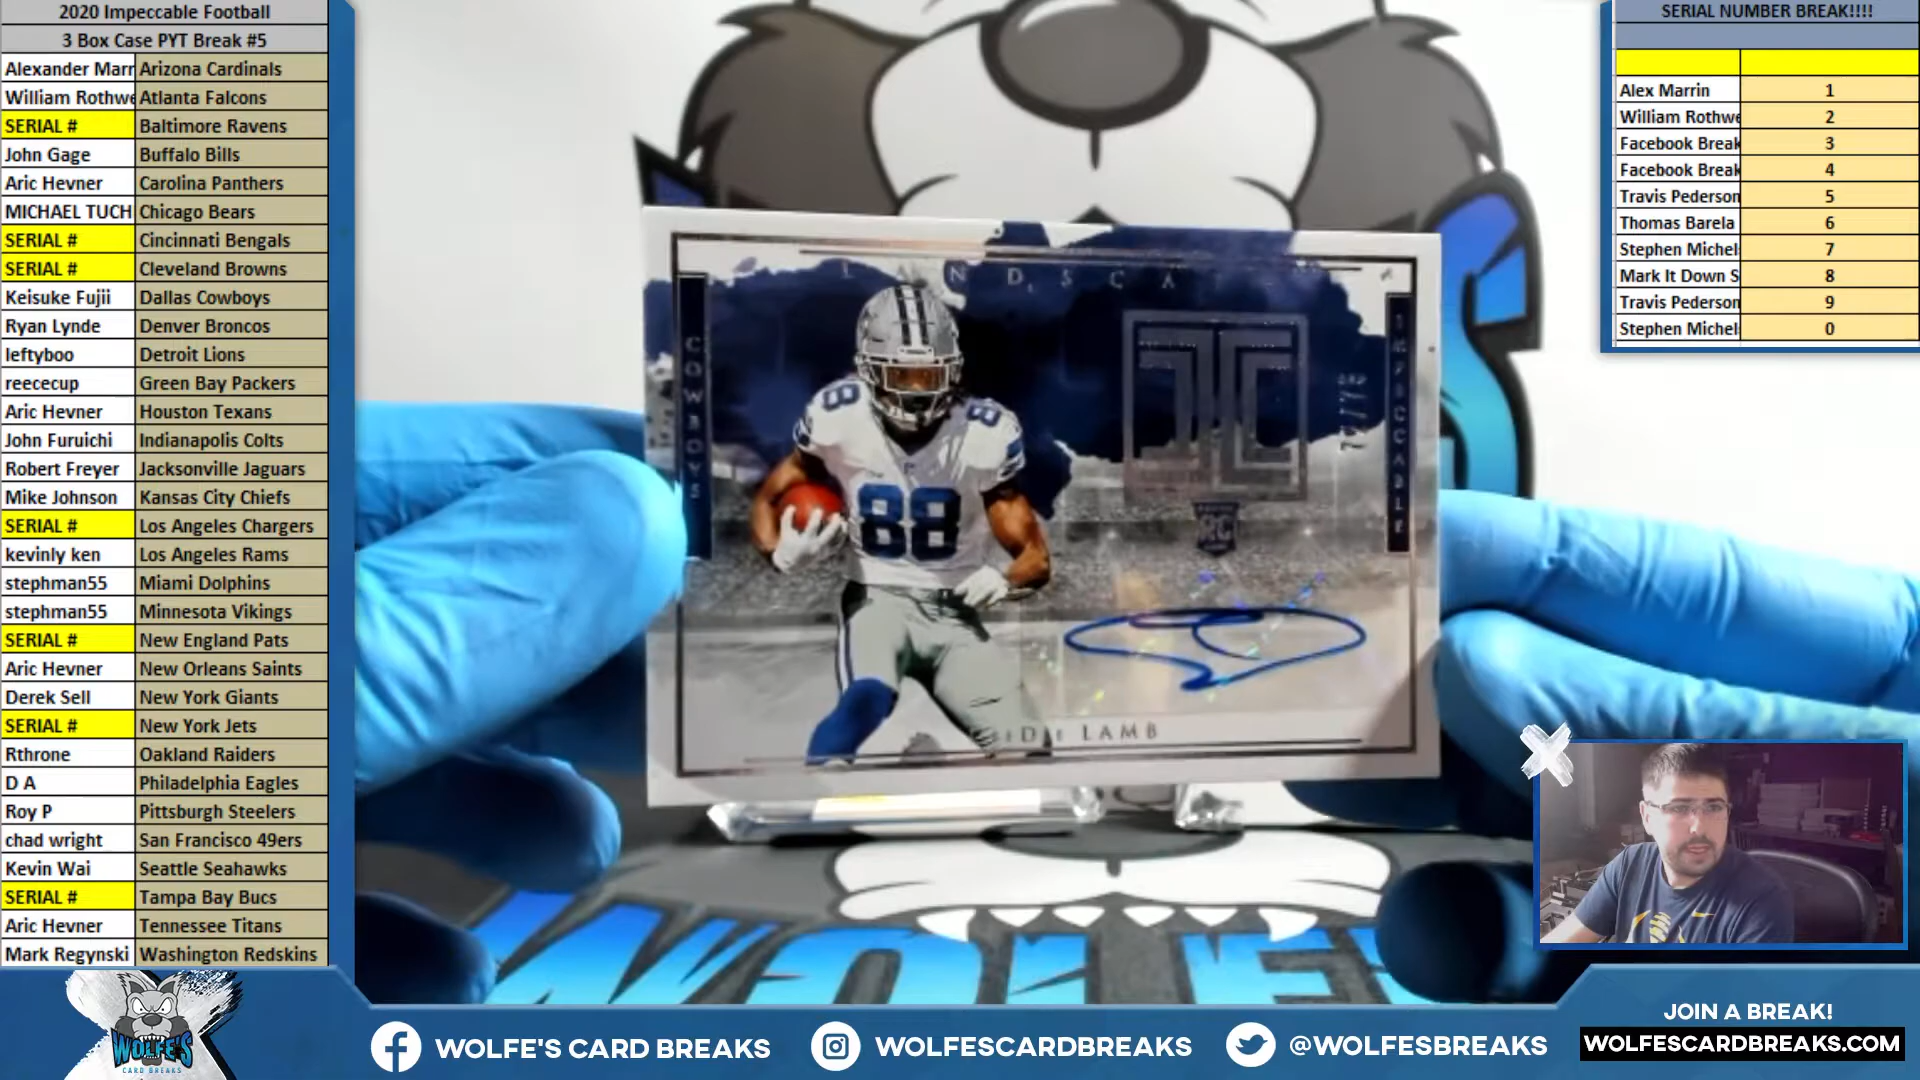 2020 Impeccable Football
3 Box Case PYT Break #5
Alexander Marr Arizona Cardinals
William Rothwe Atlanta Falcons
SERIAL # Baltimore Ravens
John Gage Buffalo Bills
Aric Hevner Carolina Panthers
MICHAEL TUCH Chicago Bears
SERIAL # Cincinnati Bengals
SERIAL # Cleveland Browns
Keisuke Fujii Dallas Cowboys
Ryan Lynde Denver Broncos
leftyboo Detroit Lions
reececup Green Bay Packers
Aric Hevner Houston Texans
John Furuichi Indianapolis Colts
Robert Freyer Jacksonville Jaguars
Mike Johnson Kansas City Chiefs
SERIAL # Los Angeles Chargers
kevinly ken Los Angeles Rams
stephman55 Miami Dolphins
stephman55 Minnesota Vikings
SERIAL # New England Pats
Aric Hevner New Orleans Saints
Derek Sell New York Giants
SERIAL # New York Jets
Rthrone Oakland Raiders
D A Philadelphia Eagles
Roy P Pittsburgh Steelers
chad wright San Francisco 49ers
Kevin Wai Seattle Seahawks
SERIAL # Tampa Bay Bucs
Aric Hevner Tennessee Titans
Mark Regynski Washington Redskins
COWBOYS
88
88
88
RC
IMPECCABLE
LAMB
WOLFE'S
SERIAL NUMBER BREAK!!!!
Alex Marrin 1
William Rothwe 2
Facebook Break 3
Facebook Break 4
Travis Pederson 5
Thomas Barela 6
Stephen Michel 7
Mark It Down S 8
Travis Pederson 9
Stephen Michel 0
WOLFE'S
CARD BREAKS
WOLFE'S CARD BREAKS
WOLFESCARDBREAKS
@WOLFESBREAKS
JOIN A BREAK!
WOLFESCARDBREAKS.COM